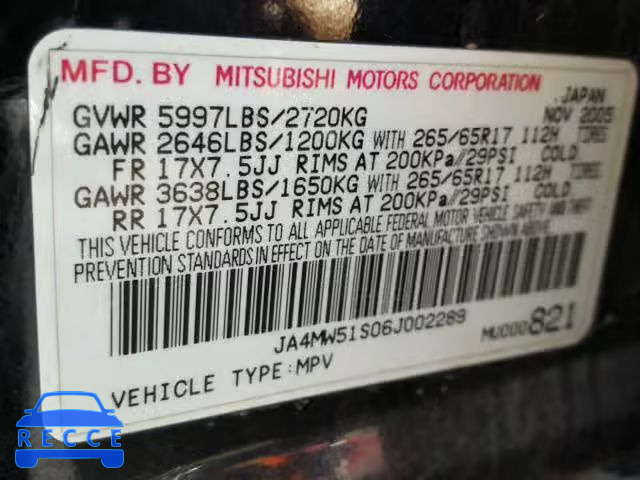 MFD. BY MITSUBISHI MOTORS CORPORATION
JAPAN
GVWR 5997LBS/2720KG NOV 2005
GAWR 2646LBS/1200KG WITH 265/65R17 112H TIRES
FR 17X7.5JJ RIMS AT 200KPa//29PSI COLD
GAWR 3638LBS/1650KG WITH 265/65R17 112H TIRES
RR 17X7.5JJ RIMS AT 200KPa//29PSI COLD
THIS VEHICLE CONFORMS TO ALL APPLICABLE FEDERAL MOTOR VEHICLE SAFETY AND THEFT
PREVENTION STANDARDS IN EFFECT ON THE DATE OF MANUFACTURE SHOWN ABOVE.
JA4MW51S06J002289 MU000821
VEHICLE TYPE:MPV
RECCE